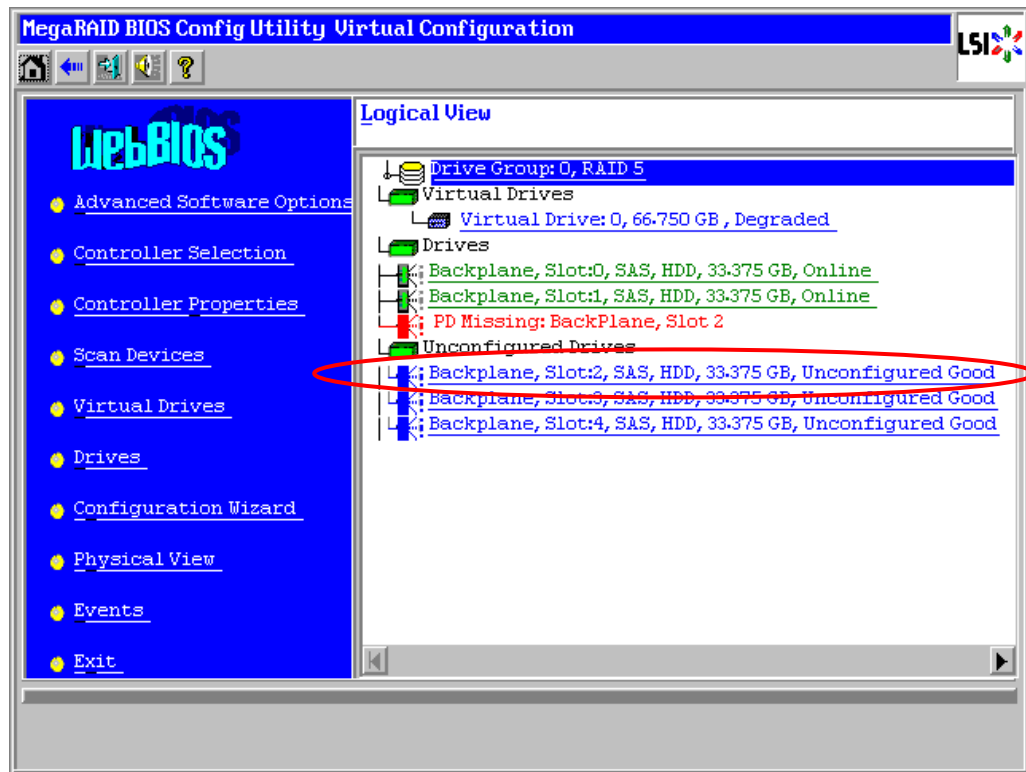 MegaRAID BIOS Config Utility Virtual Configuration
LSI
WebBIOS
Advanced Software Options
Controller Selection
Controller Properties
Scan Devices
Virtual Drives
Drives
Configuration Wizard
Physical View
Events
Exit
Logical View
Drive Group: 0, RAID 5
Virtual Drives
Virtual Drive: 0, 66.750 GB , Degraded
Drives
Backplane, Slot:0, SAS, HDD, 33.375 GB, Online
Backplane, Slot:1, SAS, HDD, 33.375 GB, Online
PD Missing: BackPlane, Slot 2
Unconfigured Drives
Backplane, Slot:2, SAS, HDD, 33.375 GB, Unconfigured Good
Backplane, Slot:3, SAS, HDD, 33.375 GB, Unconfigured Good
Backplane, Slot:4, SAS, HDD, 33.375 GB, Unconfigured Good